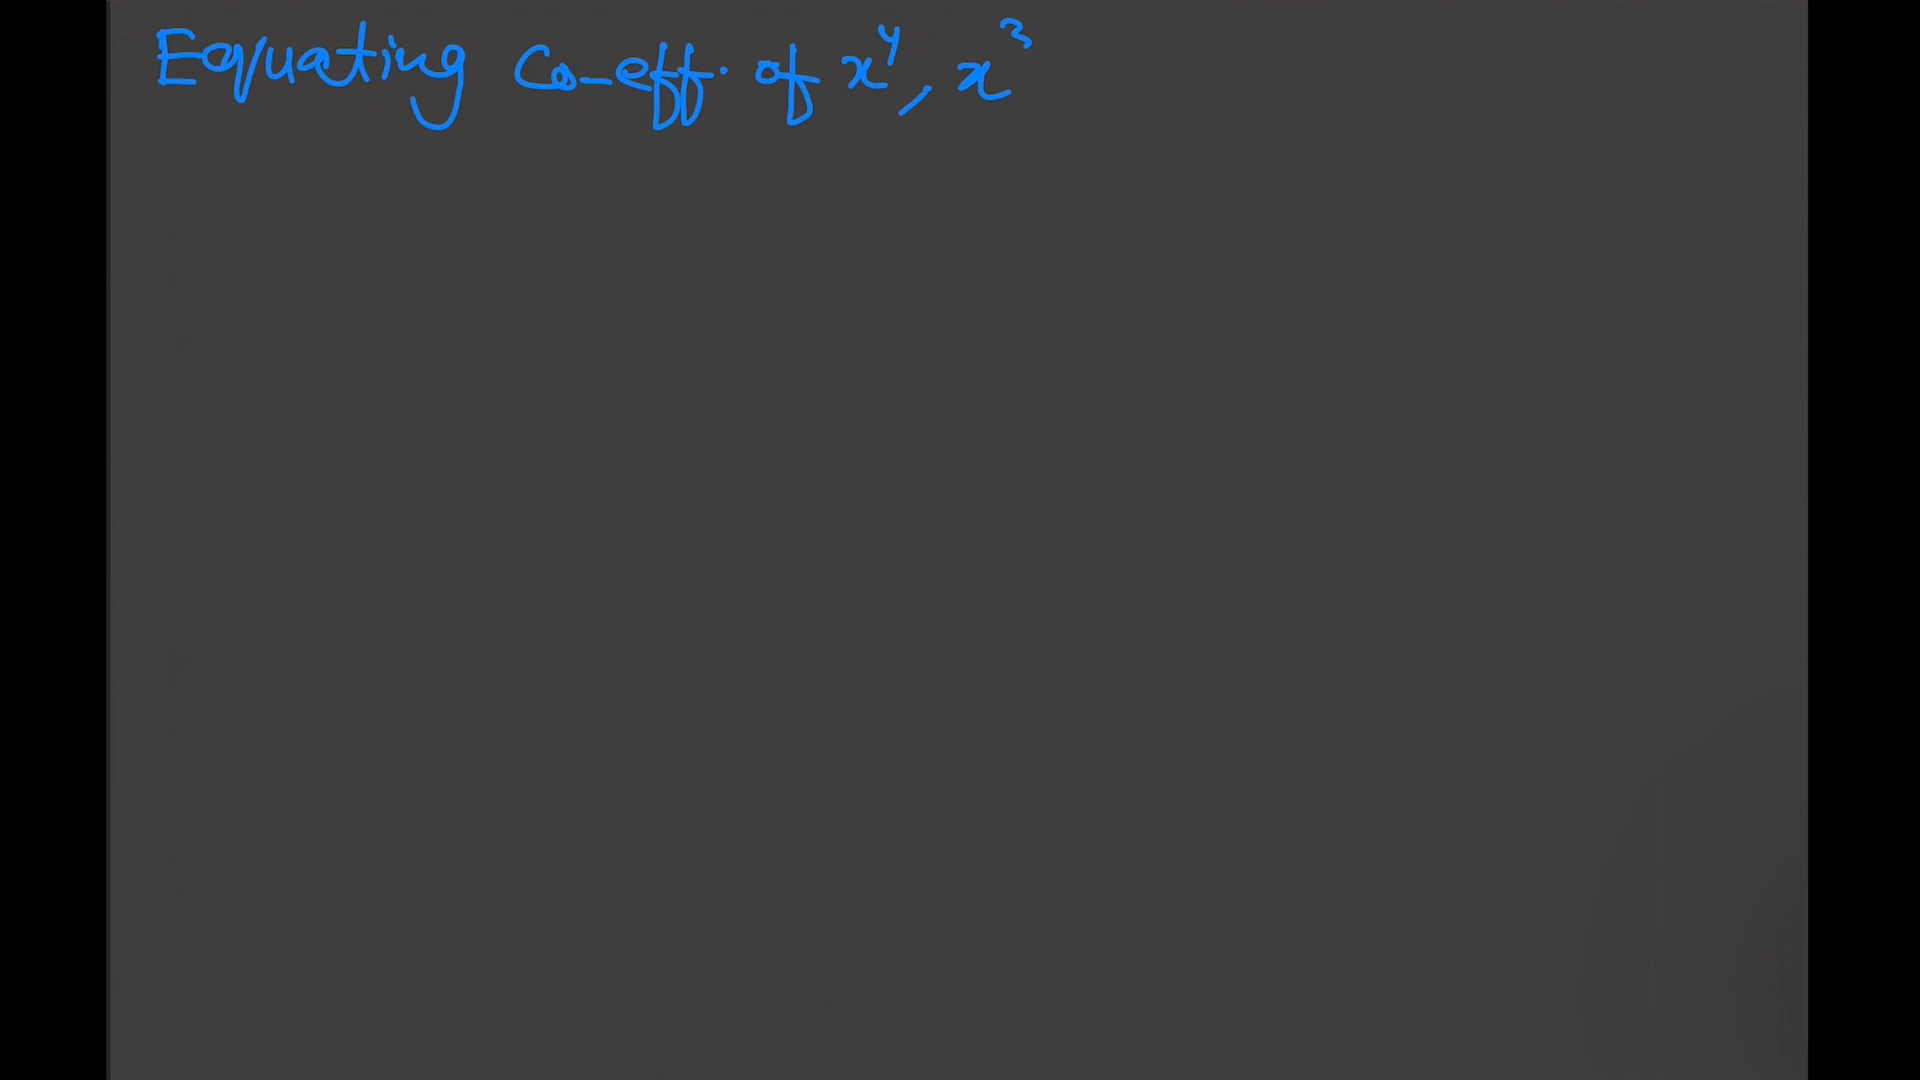 Equating Co-eff. of x⁴, x³